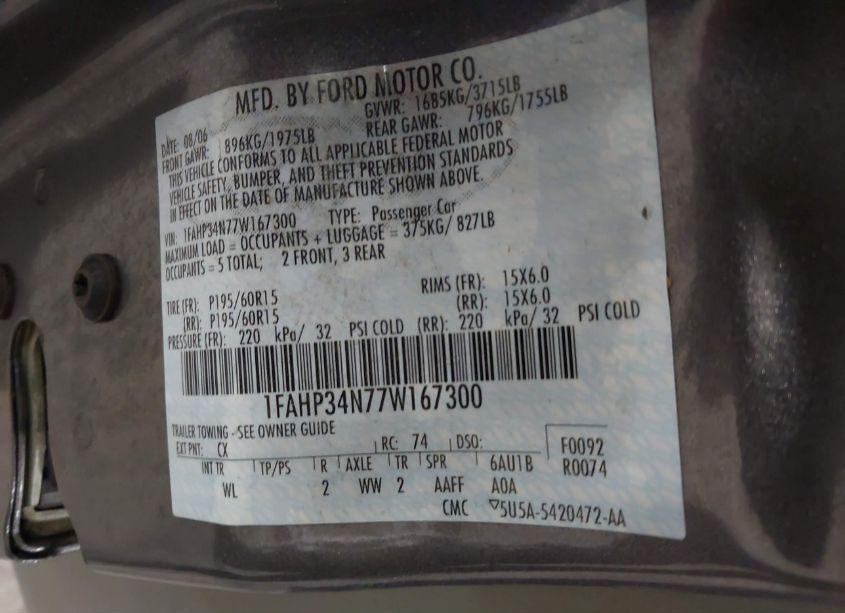 MFD. BY FORD MOTOR CO.
DATE: 08/06 GVWR: 1685KG/3715LB
FRONT GAWR: 896KG/1975LB REAR GAWR: 796KG/1755LB
THIS VEHICLE CONFORMS TO ALL APPLICABLE FEDERAL MOTOR
VEHICLE SAFETY, BUMPER, AND THEFT PREVENTION STANDARDS
IN EFFECT ON THE DATE OF MANUFACTURE SHOWN ABOVE.
VIN: 1FAHP34N77W167300 TYPE: Passenger Car
MAXIMUM LOAD = OCCUPANTS + LUGGAGE = 375KG/ 827LB
OCCUPANTS = 5 TOTAL; 2 FRONT, 3 REAR
TIRE (FR): P195/60R15 RIMS (FR): 15X6.0
(RR): P195/60R15 (RR): 15X6.0
PRESSURE (FR): 220 kPa/ 32 PSI COLD (RR): 220 kPa/ 32 PSI COLD
1FAHP34N77W167300
TRAILER TOWING - SEE OWNER GUIDE
EXT PNT: CX RC: 74 DSO: F0092
INT TR TP/PS R AXLE TR SPR 6AU1B R0074
WL 2 WW 2 AAFF A0A
CMC ▽5U5A-5420472-AA